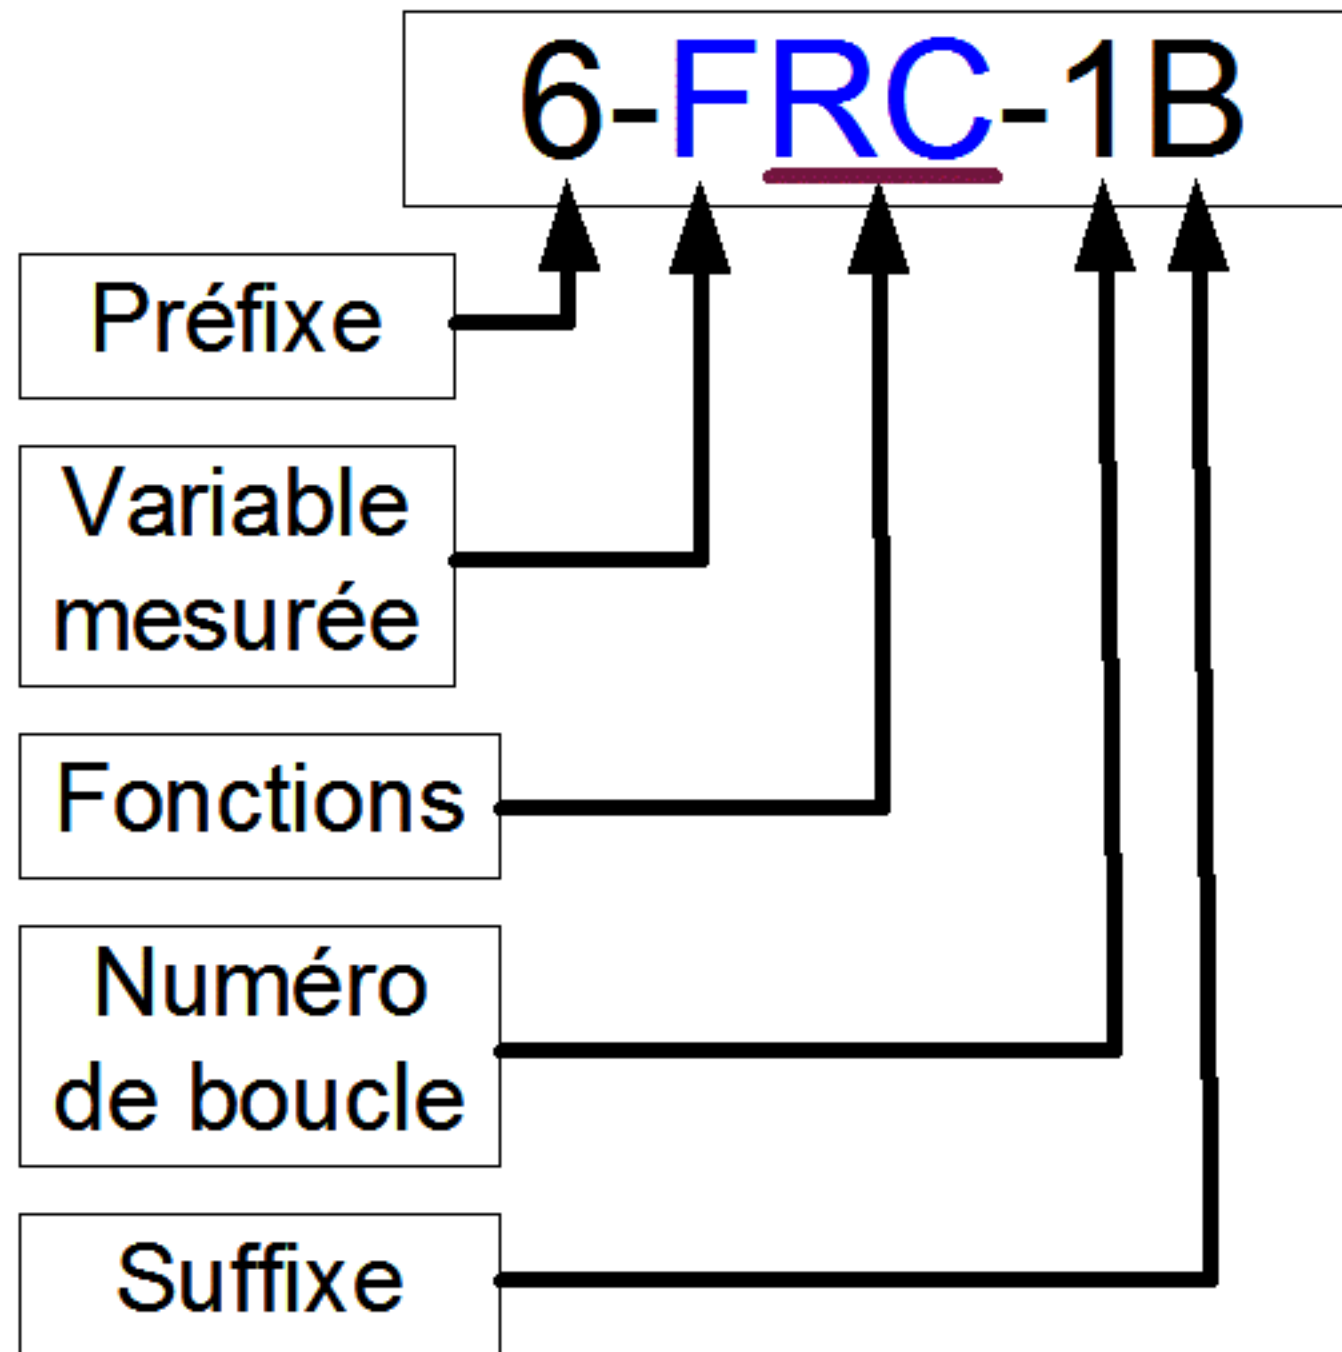 6-FRC-1B
Préfixe
Variable
mesurée
Fonctions
Numéro
de boucle
Suffixe